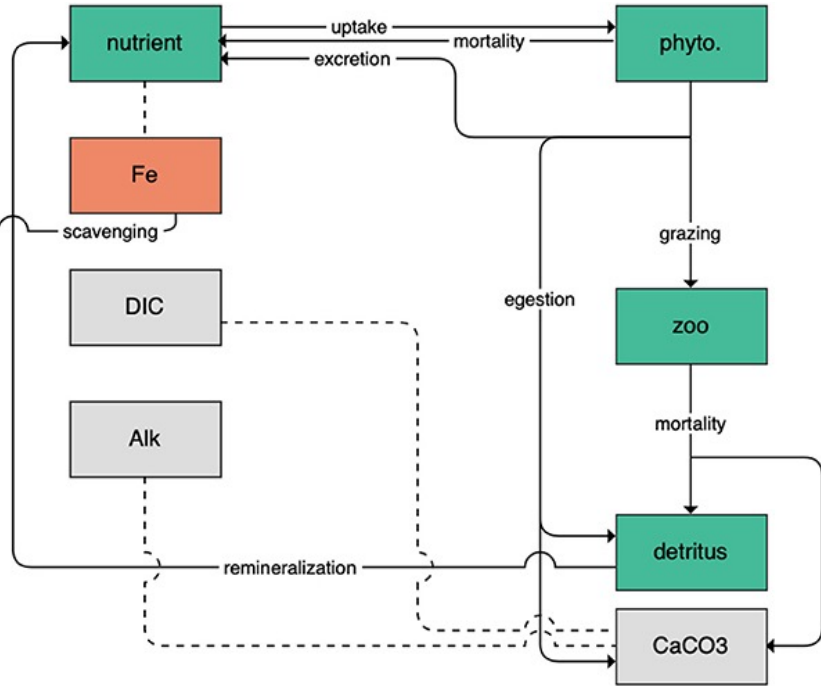 nutrient
uptake
mortality
excretion
phyto.
Fe
scavenging
grazing
DIC
egestion
zoo
Alk
mortality
detritus
remineralization
CaCO3